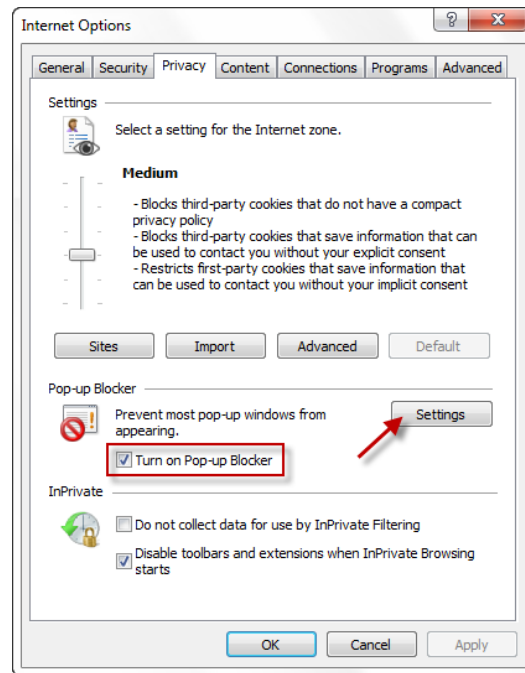 Internet Options
General Security Privacy Content Connections Programs Advanced
Settings
Select a setting for the Internet zone.
Medium
- Blocks third-party cookies that do not have a compact
privacy policy
- Blocks third-party cookies that save information that can
be used to contact you without your explicit consent
- Restricts first-party cookies that save information that
can be used to contact you without your implicit consent
Sites Import Advanced Default
Pop-up Blocker
Prevent most pop-up windows from
appearing.
Settings
Turn on Pop-up Blocker
InPrivate
Do not collect data for use by InPrivate Filtering
Disable toolbars and extensions when InPrivate Browsing
starts
OK Cancel Apply